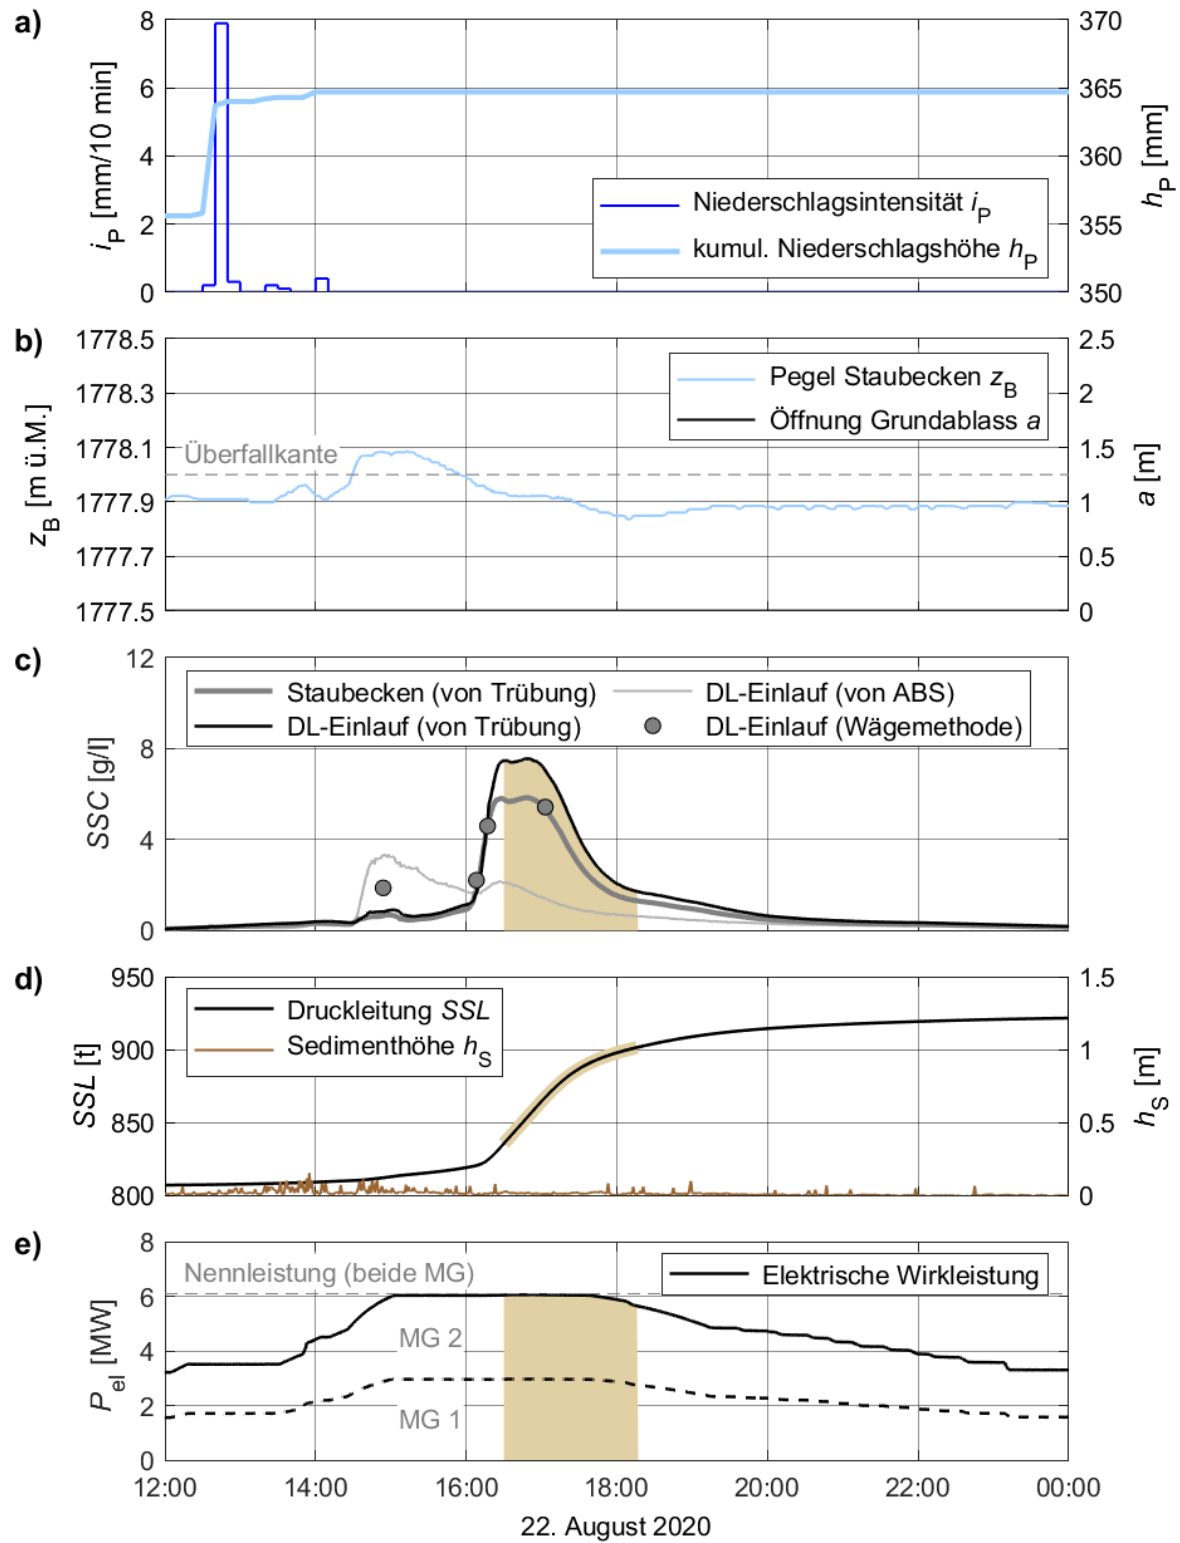 a)
8
6
4
2
0
i_P [mm/10 min]
370
365
360
355
350
h_P [mm]
Niederschlagsintensität i_P
kumul. Niederschlagshöhe h_P
b)
1778.5
1778.3
1778.1
1777.9
1777.7
1777.5
z_B [m ü.M.]
2.5
2
1.5
1
0.5
0
a [m]
Pegel Staubecken z_B
Öffnung Grundablass a
Überfallkante
c)
12
8
4
0
SSC [g/l]
Staubecken (von Trübung)
DL-Einlauf (von ABS)
DL-Einlauf (von Trübung)
DL-Einlauf (Wägemethode)
d)
950
900
850
800
SSL [t]
1.5
1
0.5
0
h_S [m]
Druckleitung SSL
Sedimenthöhe h_S
e)
8
6
4
2
0
P_el [MW]
Nennleistung (beide MG)
Elektrische Wirkleistung
MG 2
MG 1
12:00 14:00 16:00 18:00 20:00 22:00 00:00
22. August 2020